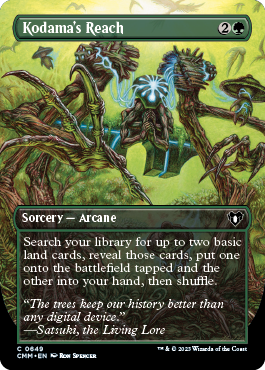 Kodama's Reach 2
Sorcery — Arcane
Search your library for up to two basic
land cards, reveal those cards, put one
onto the battlefield tapped and the
other into your hand, then shuffle.
"The trees keep our history better than
any digital device."
—Satsuki, the Living Lore
C 0649
CMM • EN Ron Spencer
™ & © 2023 Wizards of the Coast